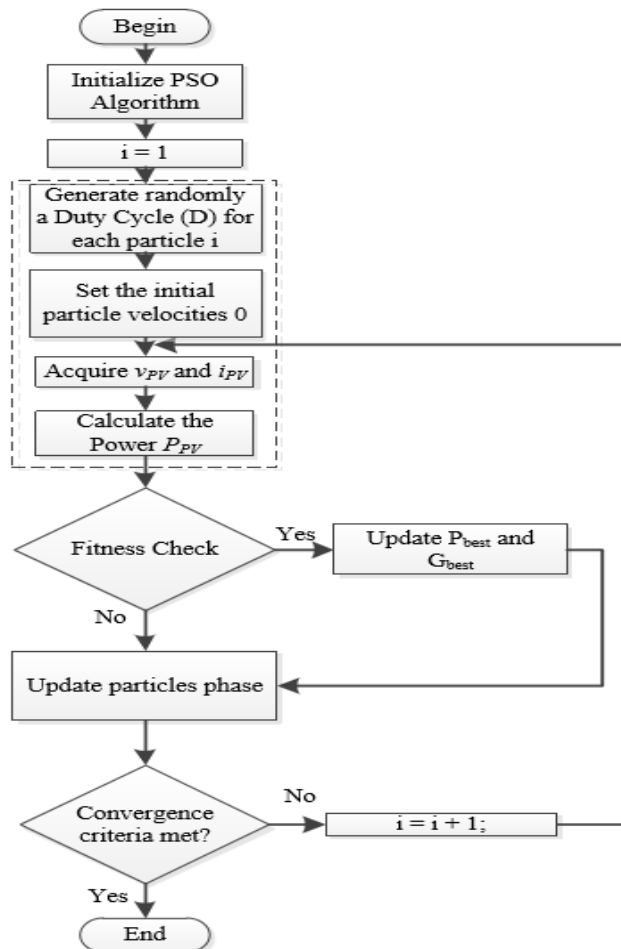 Begin
Initialize PSO
Algorithm
i = 1
Generate randomly
a Duty Cycle (D) for
each particle i
Set the initial
particle velocities 0
Acquire vPV and iPV
Calculate the
Power PPV
Fitness Check
Yes
Update Pbest and
Gbest
No
Update particles phase
Convergence
criteria met?
No
i = i + 1;
Yes
End